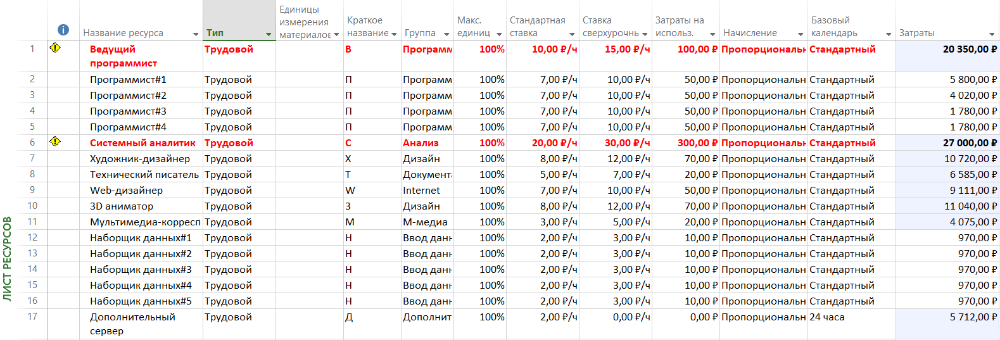 Название ресурса Тип Единицы измерения материалов Краткое название Группа Макс. единиц Стандартная ставка Ставка сверхурочнь Затраты на использ. Начисление Базовый календарь Затраты
1 Ведущий программист Трудовой В Программ 100% 10,00 ₽/ч 15,00 ₽/ч 100,00 ₽ Пропорциональн Стандартный 20 350,00 ₽
2 Программист#1 Трудовой П Программ 100% 7,00 ₽/ч 10,00 ₽/ч 50,00 ₽ Пропорциональн Стандартный 5 800,00 ₽
3 Программист#2 Трудовой П Программ 100% 7,00 ₽/ч 10,00 ₽/ч 50,00 ₽ Пропорциональн Стандартный 4 020,00 ₽
4 Программист#3 Трудовой П Программ 100% 7,00 ₽/ч 10,00 ₽/ч 50,00 ₽ Пропорциональн Стандартный 1 780,00 ₽
5 Программист#4 Трудовой П Программ 100% 7,00 ₽/ч 10,00 ₽/ч 50,00 ₽ Пропорциональн Стандартный 1 780,00 ₽
6 Системный аналитик Трудовой С Анализ 100% 20,00 ₽/ч 30,00 ₽/ч 300,00 ₽ Пропорциональн Стандартный 27 000,00 ₽
7 Художник-дизайнер Трудовой Х Дизайн 100% 8,00 ₽/ч 12,00 ₽/ч 70,00 ₽ Пропорциональн Стандартный 10 720,00 ₽
8 Технический писатель Трудовой Т Документа 100% 5,00 ₽/ч 7,00 ₽/ч 20,00 ₽ Пропорциональн Стандартный 6 585,00 ₽
9 Web-дизайнер Трудовой W Internet 100% 7,00 ₽/ч 10,00 ₽/ч 50,00 ₽ Пропорциональн Стандартный 9 111,00 ₽
10 3D аниматор Трудовой 3 Дизайн 100% 8,00 ₽/ч 12,00 ₽/ч 70,00 ₽ Пропорциональн Стандартный 11 040,00 ₽
11 Мультимедиа-корресп Трудовой М М-медиа 100% 3,00 ₽/ч 5,00 ₽/ч 20,00 ₽ Пропорциональн Стандартный 4 075,00 ₽
12 Наборщик данных#1 Трудовой Н Ввод данн 100% 2,00 ₽/ч 3,00 ₽/ч 10,00 ₽ Пропорциональн Стандартный 970,00 ₽
13 Наборщик данных#2 Трудовой Н Ввод данн 100% 2,00 ₽/ч 3,00 ₽/ч 10,00 ₽ Пропорциональн Стандартный 970,00 ₽
14 Наборщик данных#3 Трудовой Н Ввод данн 100% 2,00 ₽/ч 3,00 ₽/ч 10,00 ₽ Пропорциональн Стандартный 970,00 ₽
15 Наборщик данных#4 Трудовой Н Ввод данн 100% 2,00 ₽/ч 3,00 ₽/ч 10,00 ₽ Пропорциональн Стандартный 970,00 ₽
16 Наборщик данных#5 Трудовой Н Ввод данн 100% 2,00 ₽/ч 3,00 ₽/ч 10,00 ₽ Пропорциональн Стандартный 970,00 ₽
17 Дополнительный сервер Трудовой Д Дополнит 100% 2,00 ₽/ч 0,00 ₽/ч 0,00 ₽ Пропорциональн 24 часа 5 712,00 ₽
ЛИСТ РЕСУРСОВ